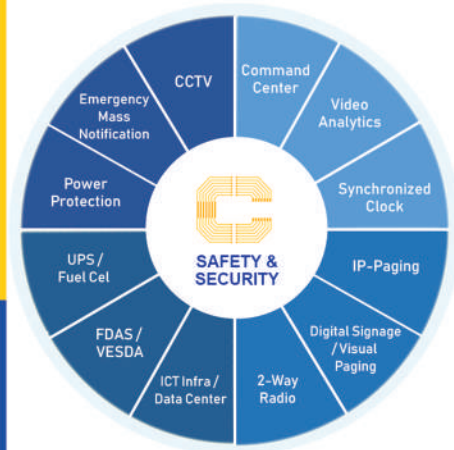 CCTV
Command
Center
Video
Analytics
Synchronized
Clock
IP-Paging
Digital Signage
/ Visual
Paging
2-Way
Radio
ICT Infra /
Data Center
FDAS /
VESDA
UPS /
Fuel Cel
Power
Protection
Emergency
Mass
Notification
SAFETY &
SECURITY